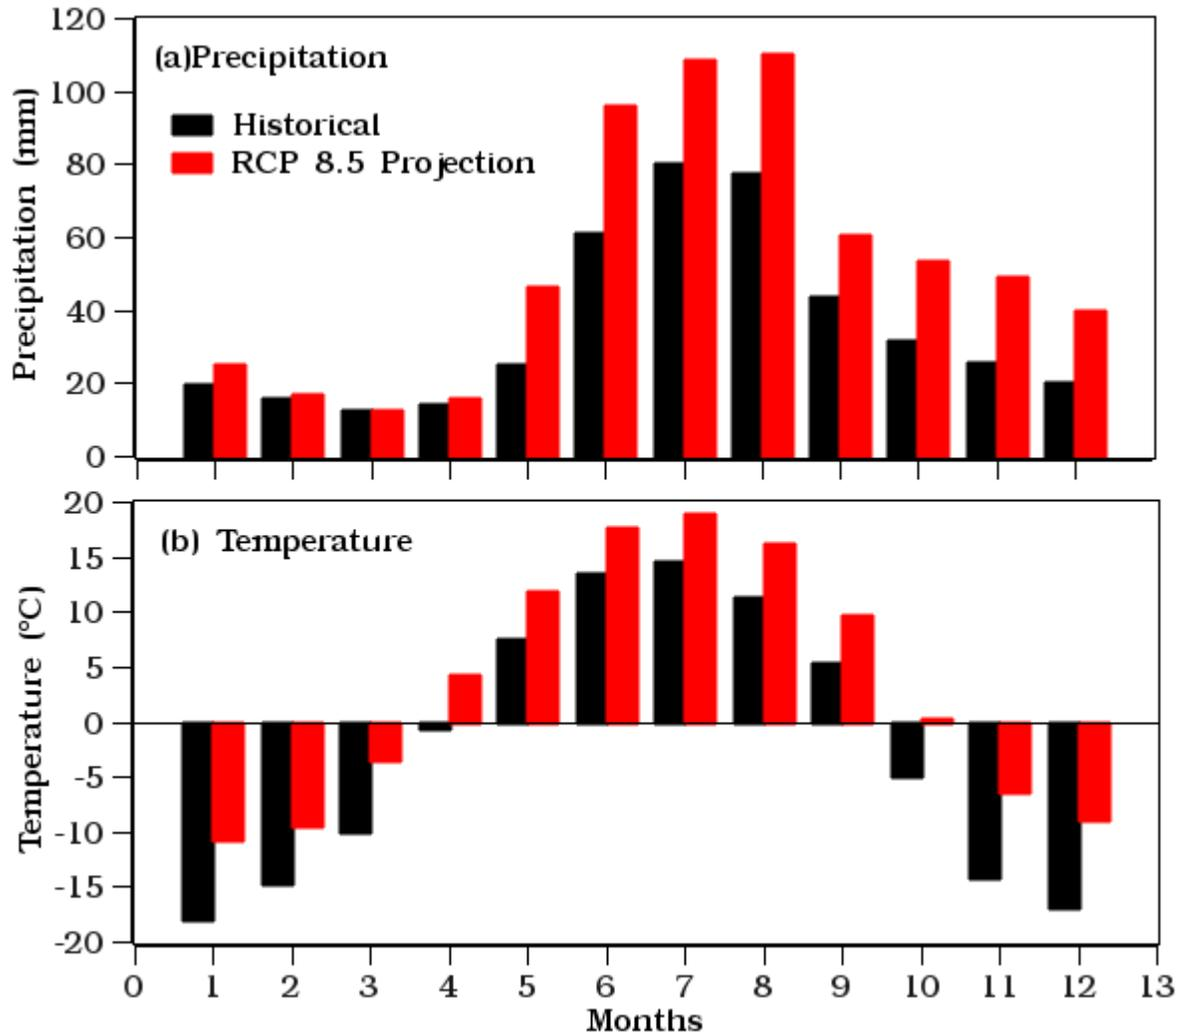 120
100
80
60
40
20
0
Precipitation (mm)
(a)Precipitation
Historical
RCP 8.5 Projection
20
15
10
5
0
-5
-10
-15
-20
Temperature (°C)
(b) Temperature
0 1 2 3 4 5 6 7 8 9 10 11 12 13
Months